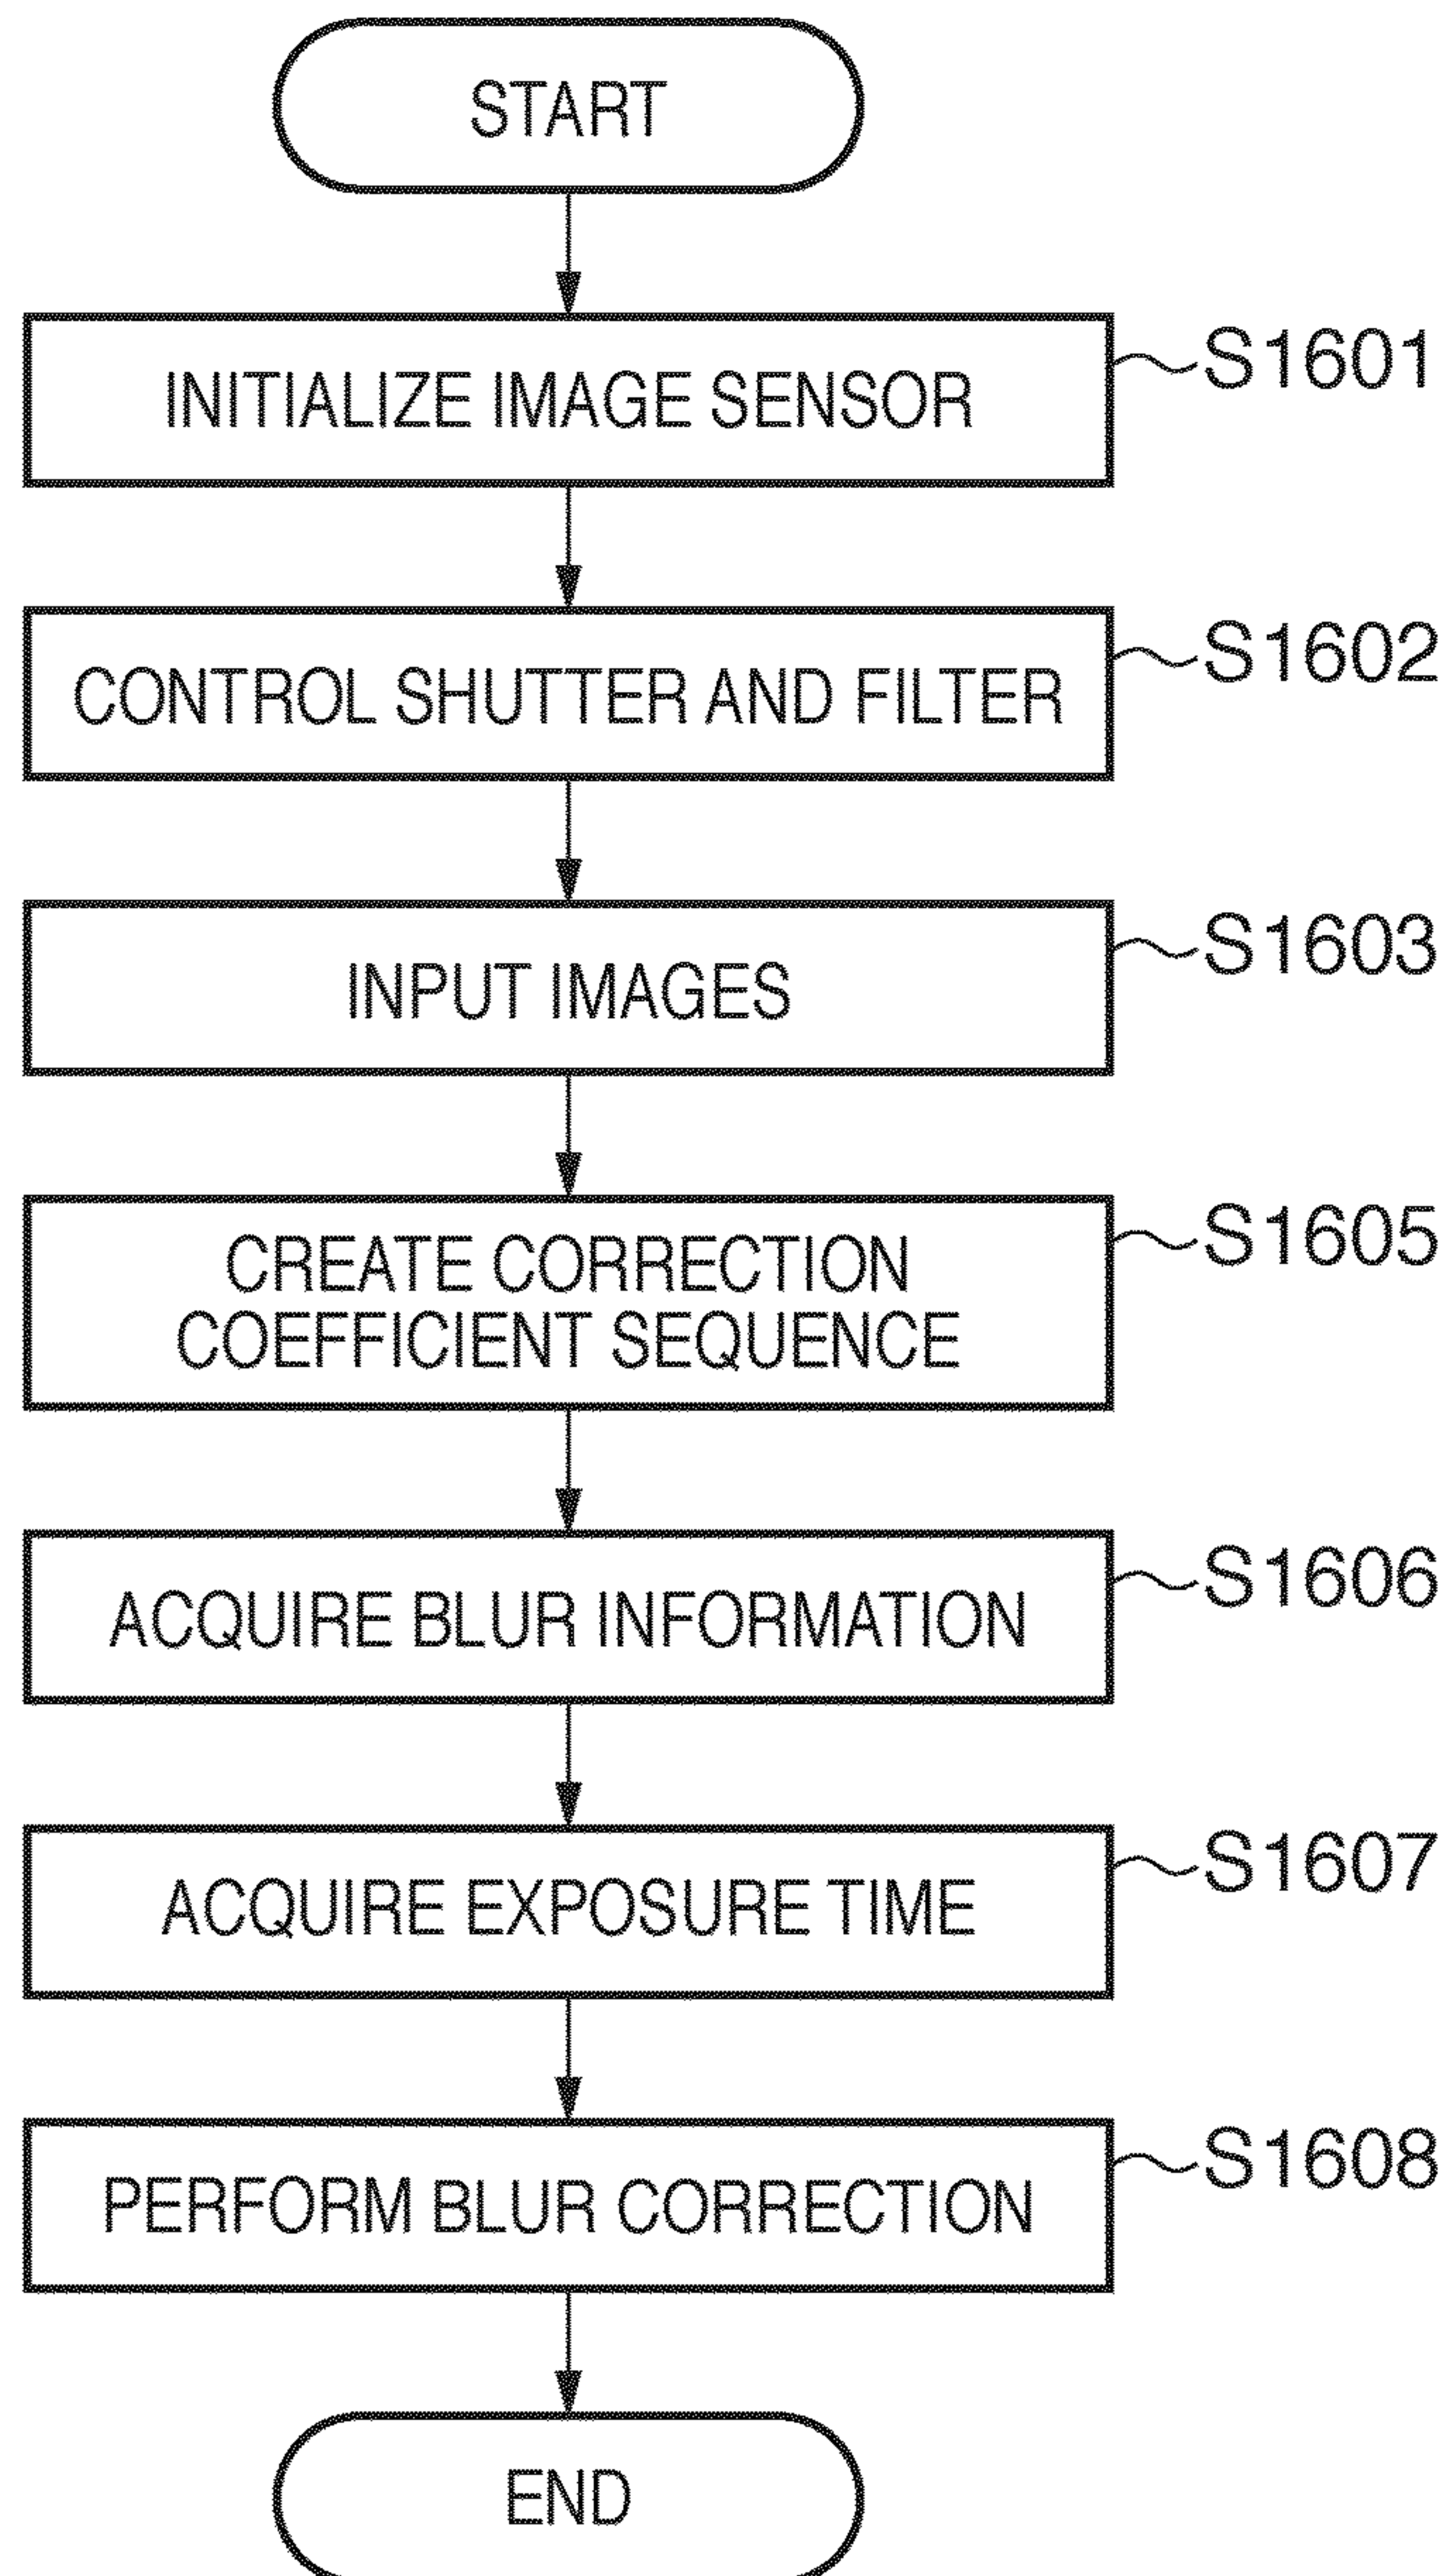 START
INITIALIZE IMAGE SENSOR
S1601
CONTROL SHUTTER AND FILTER
S1602
INPUT IMAGES
S1603
CREATE CORRECTION
COEFFICIENT SEQUENCE
S1605
ACQUIRE BLUR INFORMATION
S1606
ACQUIRE EXPOSURE TIME
S1607
PERFORM BLUR CORRECTION
S1608
END